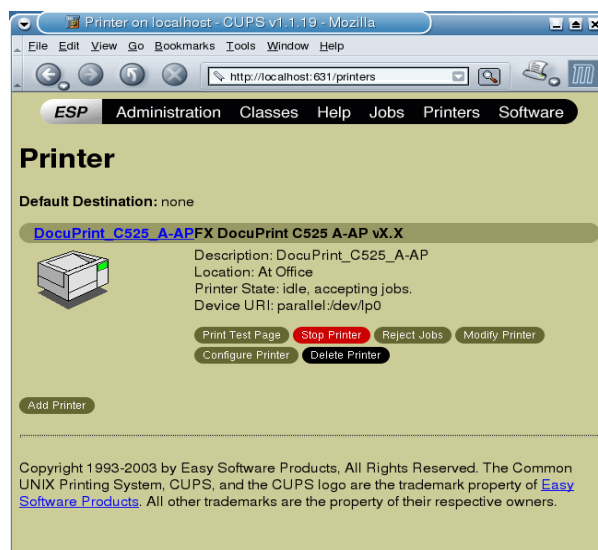 Printer on localhost - CUPS v1.1.19 - Mozilla
File Edit View Go Bookmarks Tools Window Help
http://localhost:631/printers
ESP Administration Classes Help Jobs Printers Software
Printer
Default Destination: none
DocuPrint_C525_A-AP FX DocuPrint C525 A-AP vX.X
Description: DocuPrint_C525_A-AP
Location: At Office
Printer State: idle, accepting jobs.
Device URI: parallel:/dev/lp0
Print Test Page Stop Printer Reject Jobs Modify Printer
Configure Printer Delete Printer
Add Printer
Copyright 1993-2003 by Easy Software Products, All Rights Reserved. The Common
UNIX Printing System, CUPS, and the CUPS logo are the trademark property of Easy
Software Products. All other trademarks are the property of their respective owners.